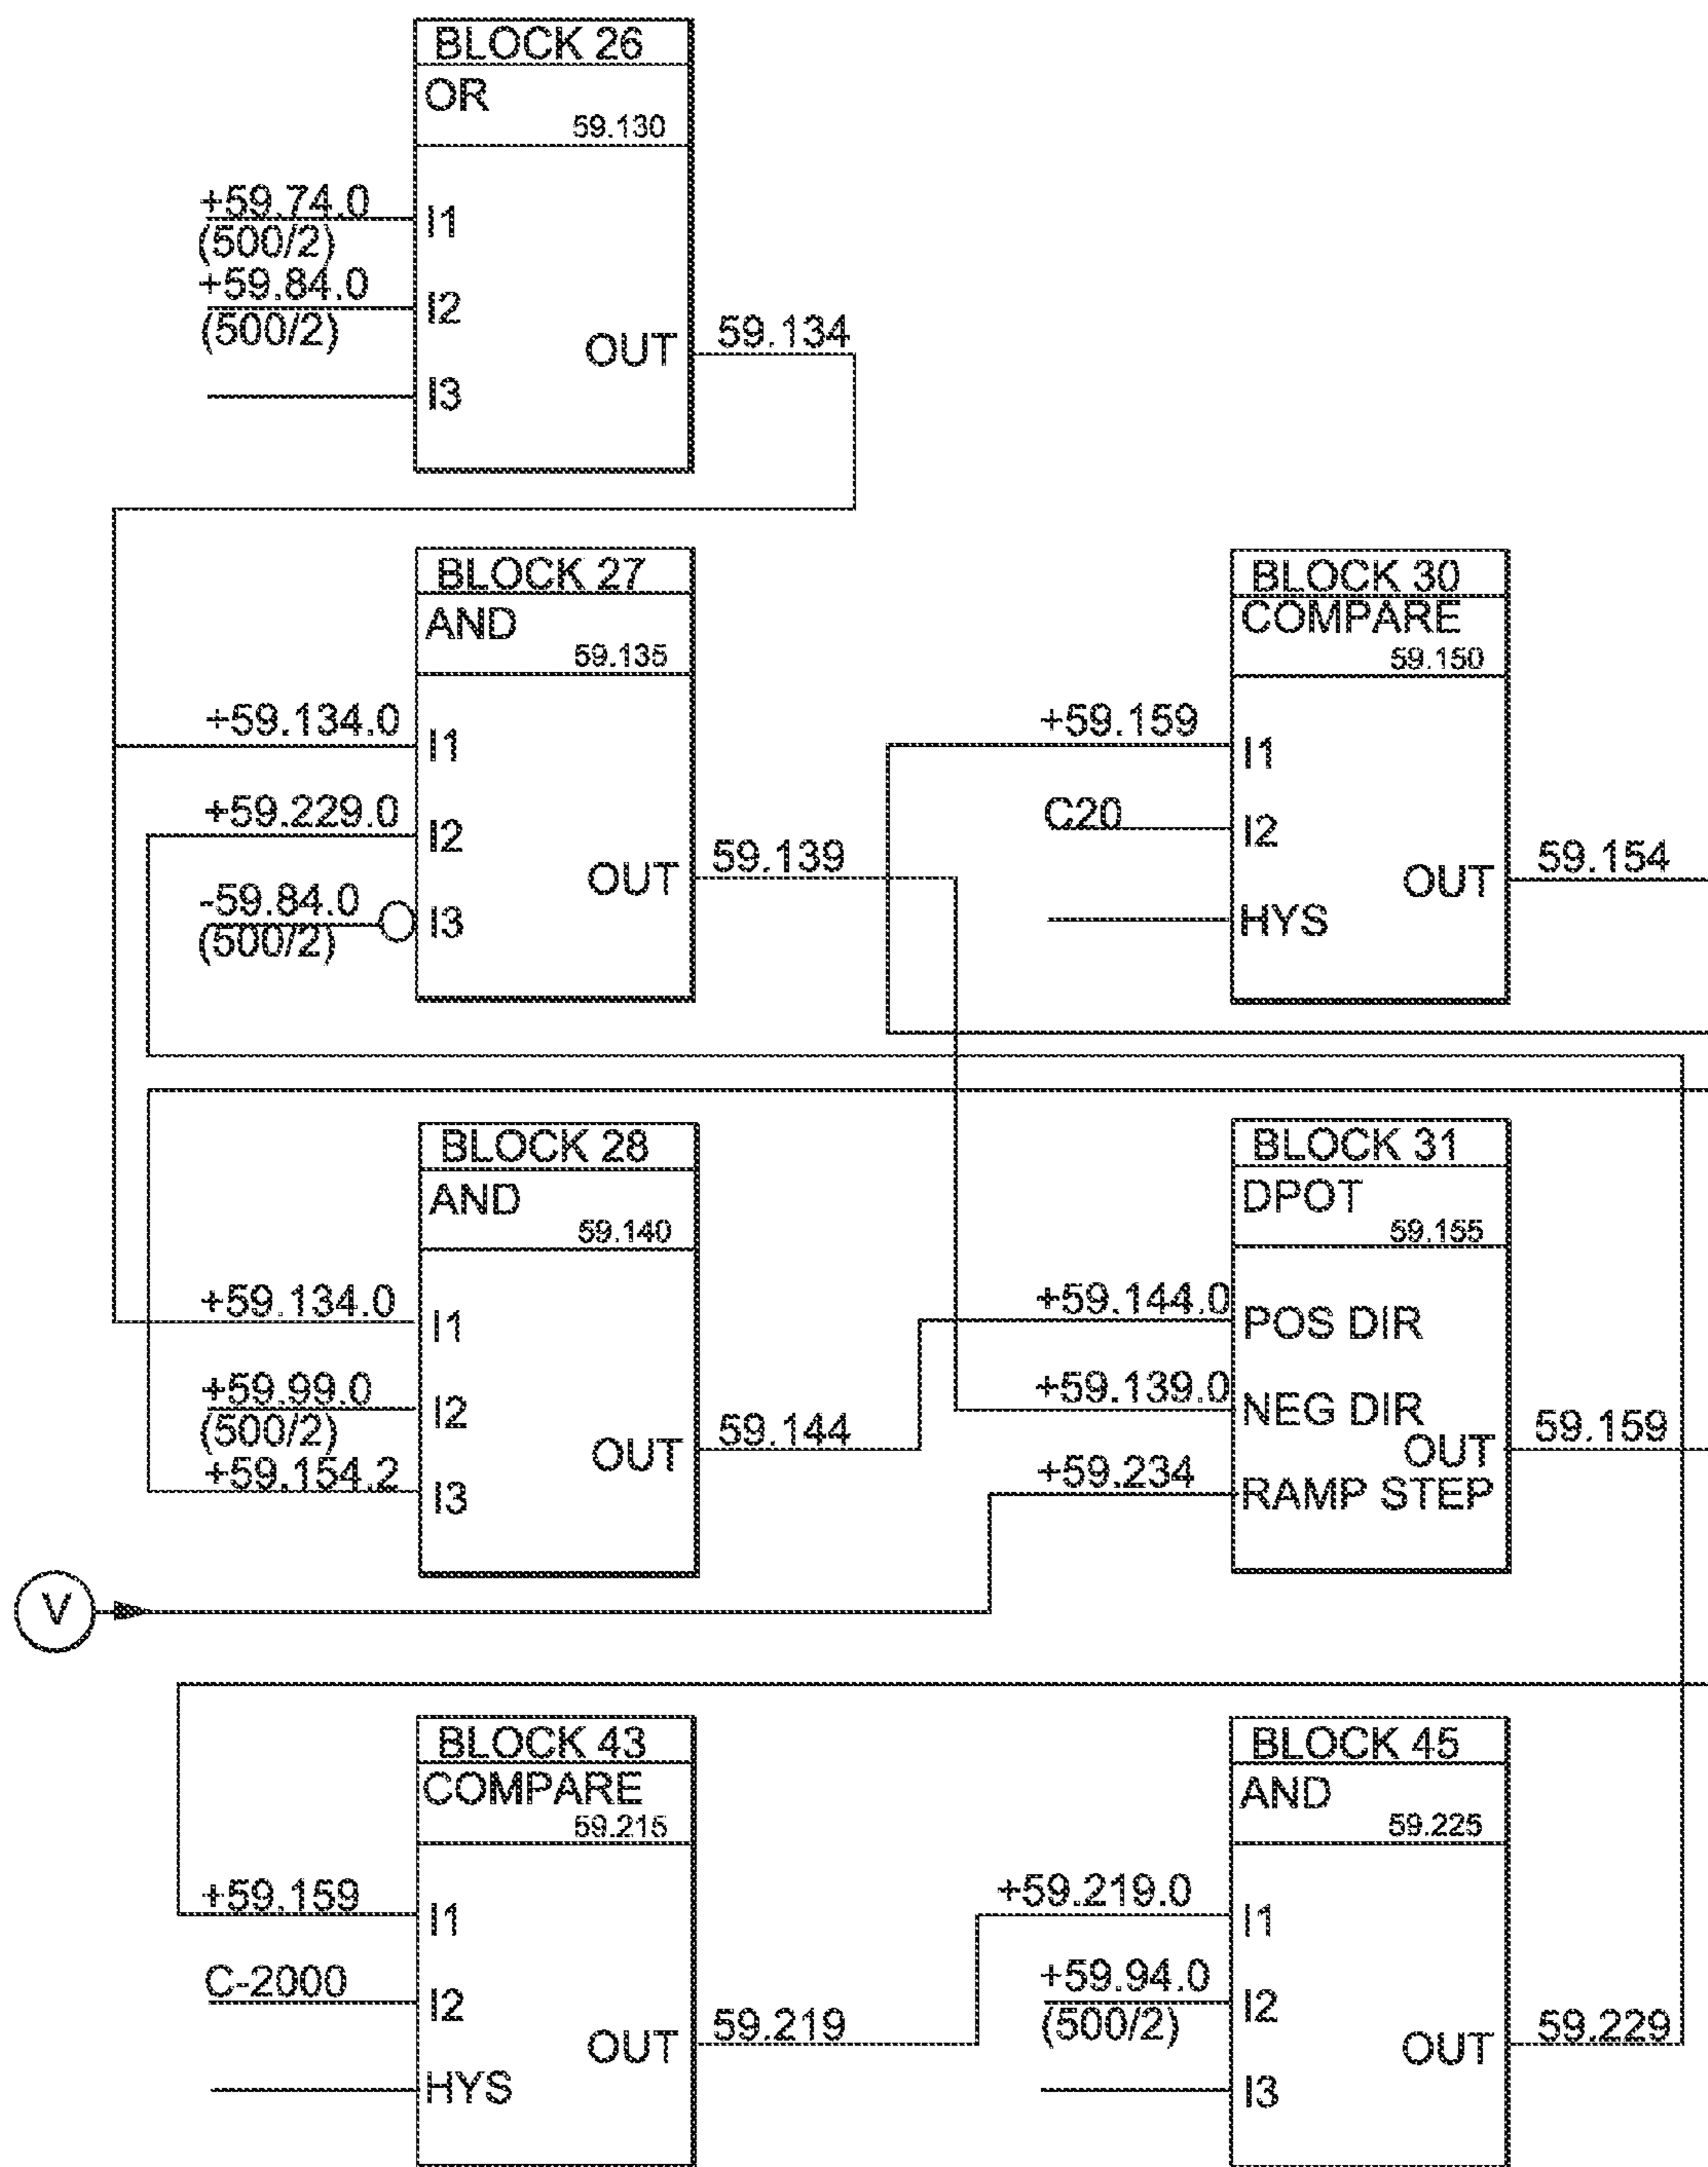 BLOCK 26
OR
59.130
+59.74.0
(500/2)
I1
+59.84.0
(500/2)
I2
OUT
59.134
I3
BLOCK 27
AND
59.135
+59.134.0
I1
+59.229.0
I2
OUT
59.139
-59.84.0
(500/2)
I3
BLOCK 30
COMPARE
59.150
+59.159
I1
C20
I2
OUT
59.154
HYS
BLOCK 28
AND
59.140
+59.134.0
I1
+59.99.0
(500/2)
I2
OUT
59.144
+59.154.2
I3
BLOCK 31
DPOT
59.155
+59.144.0
POS DIR
+59.139.0
NEG DIR
OUT
59.159
+59.234
RAMP STEP
V
BLOCK 43
COMPARE
59.215
+59.159
I1
C-2000
I2
OUT
59.219
HYS
BLOCK 45
AND
59.225
+59.219.0
I1
+59.94.0
(500/2)
I2
OUT
59.229
I3